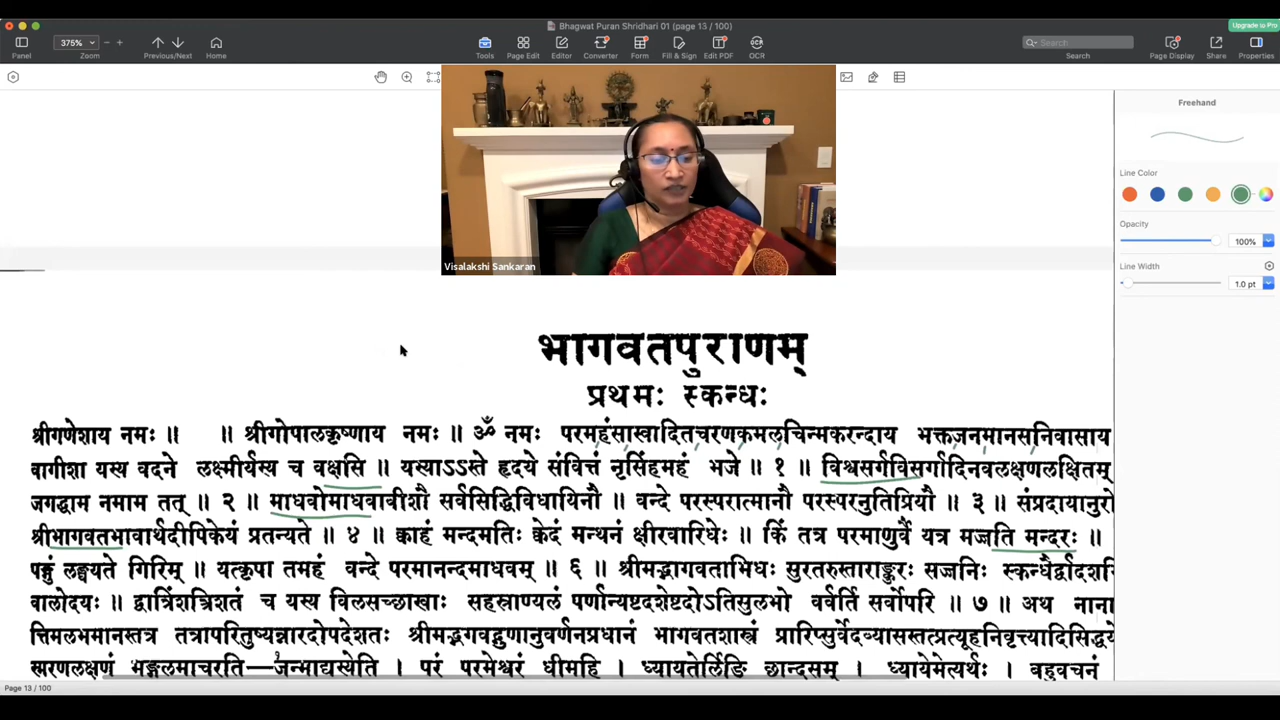 Bhagwat Puran Shridhari 01 (page 13 / 100)
Upgrade to Pro
375%
Search
Panel Zoom Previous/Next Home Tools Page Edit Editor Converter Form Fill & Sign Edit PDF OCR Search Page Display Share Properties
Freehand
Line Color
Opacity
100%
Line Width
1.0 pt
Visalakshi Sankaran
भागवतपुराणम्
प्रथमः स्कन्धः
श्रीगणेशाय नमः ॥ ॥ श्रीगोपालकृष्णाय नमः ॥ ॐ नमः परमहंसास्वादितचरणकमलचिन्मकरन्दाय भक्तजनमानसनिवासाय
वागीशा यस्य वदने लक्ष्मीर्यस्य च वक्षसि ॥ यस्याऽऽस्ते हृदये संवित्तं नृसिंहमहं भजे ॥ १ ॥ विश्वसर्गविसर्गादिनवलक्षणलक्षितम्
जगद्धाम नमाम तत् ॥ २ ॥ माधवोमाधवावीशौ सर्वसिद्धिविधायिनौ ॥ वन्दे परस्परात्मानौ परस्परनुतिप्रियौ ॥ ३ ॥ संप्रदायानुरो
श्रीभागवतभावार्थदीपिकेयं प्रतन्यते ॥ ४ ॥ क्वाहं मन्दमतिः क्वेदं मन्थनं क्षीरवारिधेः ॥ किं तत्र परमाणुर्वै यत्र मज्जति मन्दरः ॥
पङ्गुं लङ्घयते गिरिम् ॥ यत्कृपा तमहं वन्दे परमानन्दमाधवम् ॥ ६ ॥ श्रीमद्भागवताभिधः सुरतरुस्ताराङ्कुरः सज्जनिः स्कन्धैर्द्वादशभि
वालोदयः ॥ द्वात्रिंशत्रिशतं च यस्य विलसच्छाखाः सहस्राण्यलं पर्णान्यष्टदशेष्टदोऽतिसुलभो वर्वर्ति सर्वोपरि ॥ ७ ॥ अथ नाना
त्तिमलभमानस्तत्र तत्रापरितुष्यन्नारदोपदेशतः श्रीमद्भगवद्गुणानुवर्णनप्रधानं भागवतशास्त्रं प्रारिप्सुर्वेदव्यासस्तत्प्रत्यूहनिवृत्त्यादिसिद्धये
स्मरणलक्षणं मङ्गलमाचरति—जन्माद्यस्येति । परं परमेश्वरं धीमहि । ध्यायतेर्लिङि छान्दसम् । ध्यायेमेत्यर्थः । बहुवचनं
Page 13 / 100